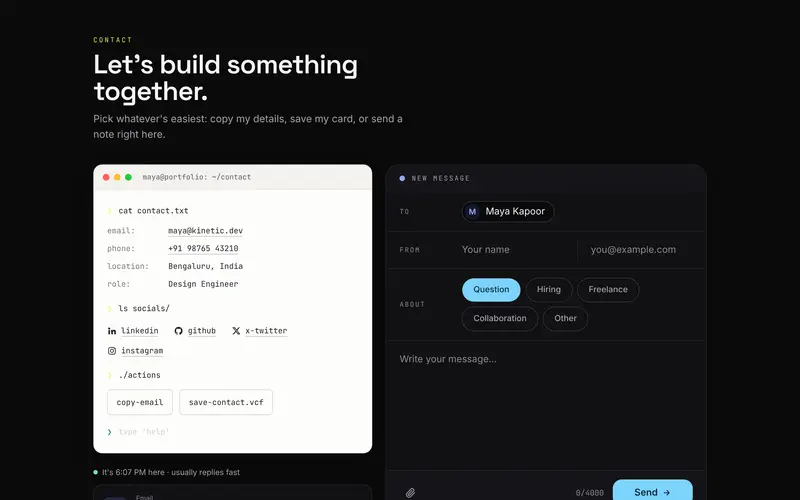 CONTACT
Let's build something
together.
Pick whatever's easiest: copy my details, save my card, or send a
note right here.
maya@portfolio: ~/contact
❯ cat contact.txt
email: maya@kinetic.dev
phone: +91 98765 43210
location: Bengaluru, India
role: Design Engineer
❯ ls socials/
linkedin github x-twitter
instagram
❯ ./actions
copy-email save-contact.vcf
❯ type 'help'
It's 6:07 PM here · usually replies fast
Email
NEW MESSAGE
TO M Maya Kapoor
FROM Your name you@example.com
ABOUT Question Hiring Freelance
Collaboration Other
Write your message...
0/4000 Send →